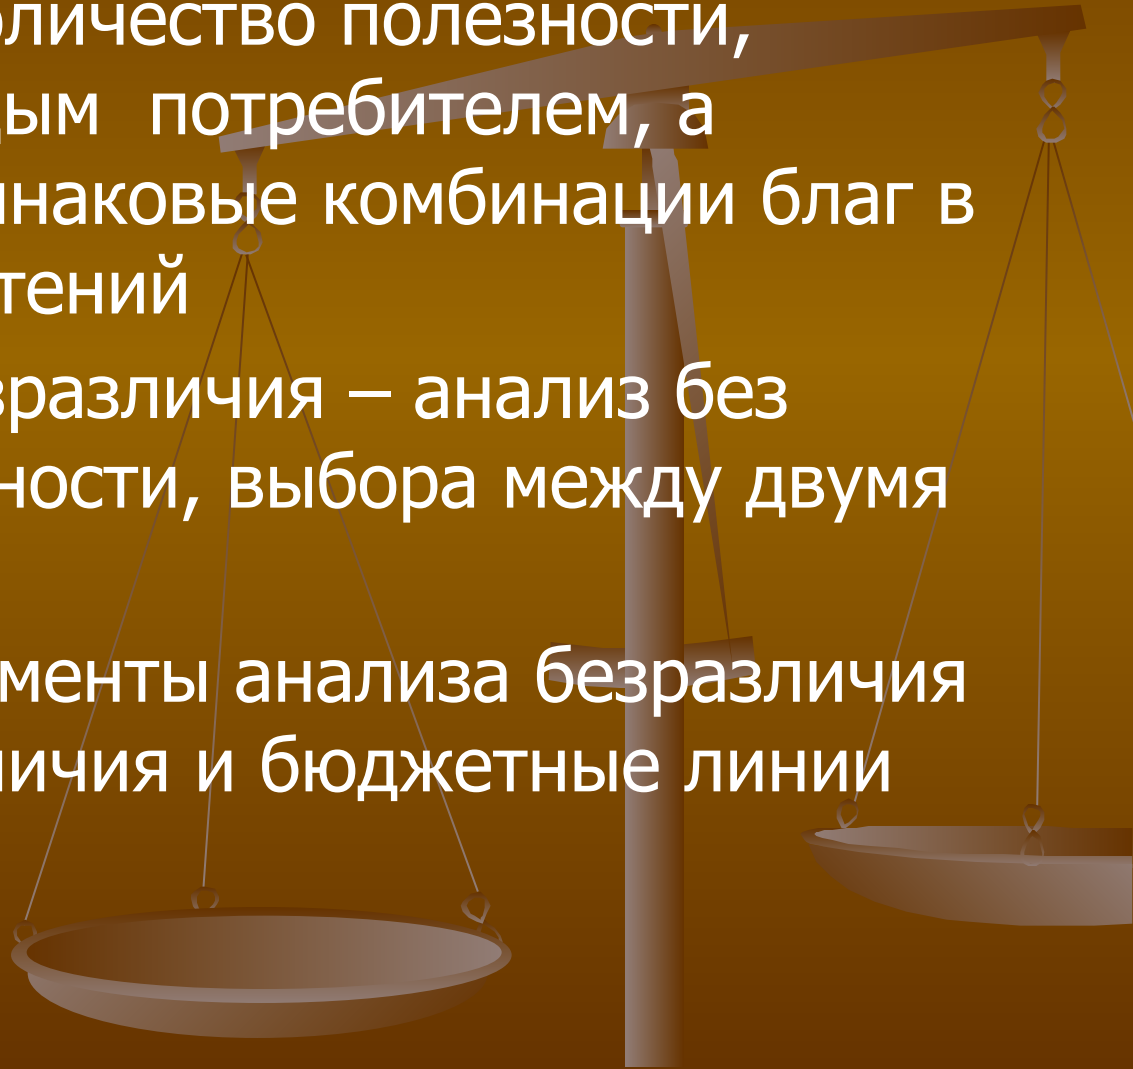 оличество полезности,
дым потребителем, а
инаковые комбинации благ в
тений
зразличия – анализ без
ности, выбора между двумя
менты анализа безразличия
ичия и бюджетные линии